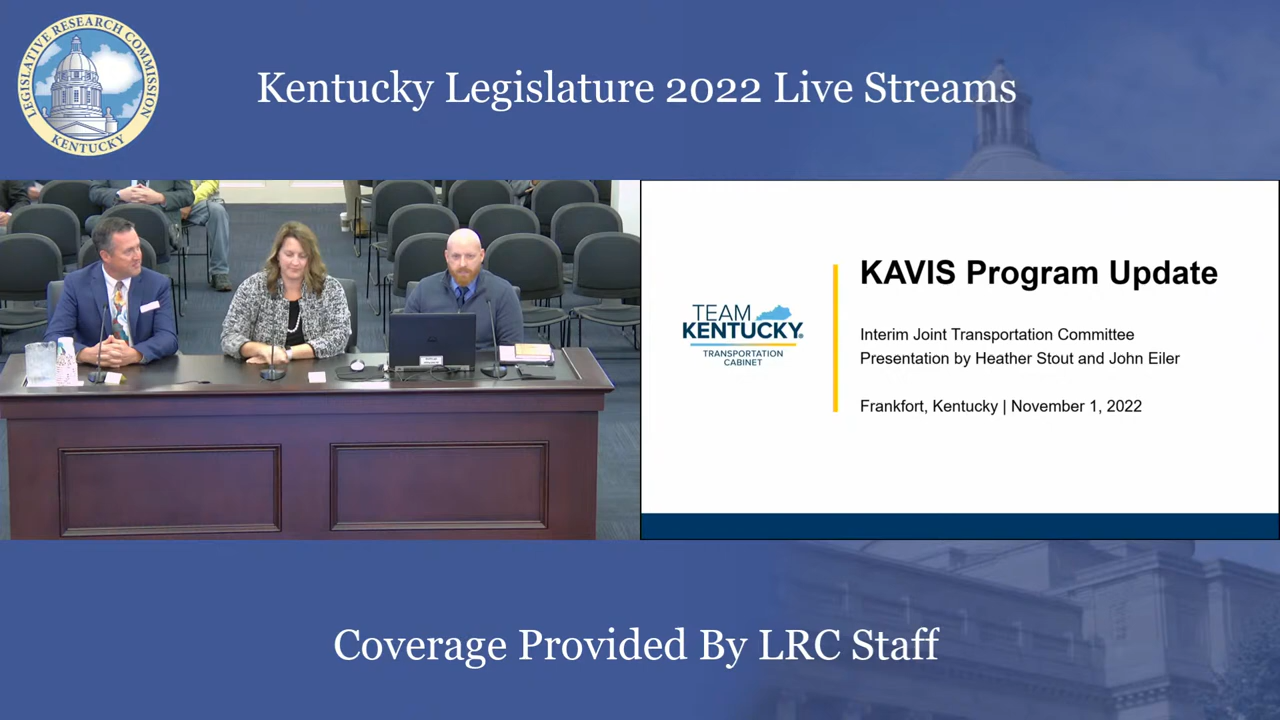 LEGISLATIVE RESEARCH COMMISSION
KENTUCKY
Kentucky Legislature 2022 Live Streams
TEAM
KENTUCKY®
TRANSPORTATION
CABINET
KAVIS Program Update
Interim Joint Transportation Committee
Presentation by Heather Stout and John Eiler
Frankfort, Kentucky | November 1, 2022
Coverage Provided By LRC Staff